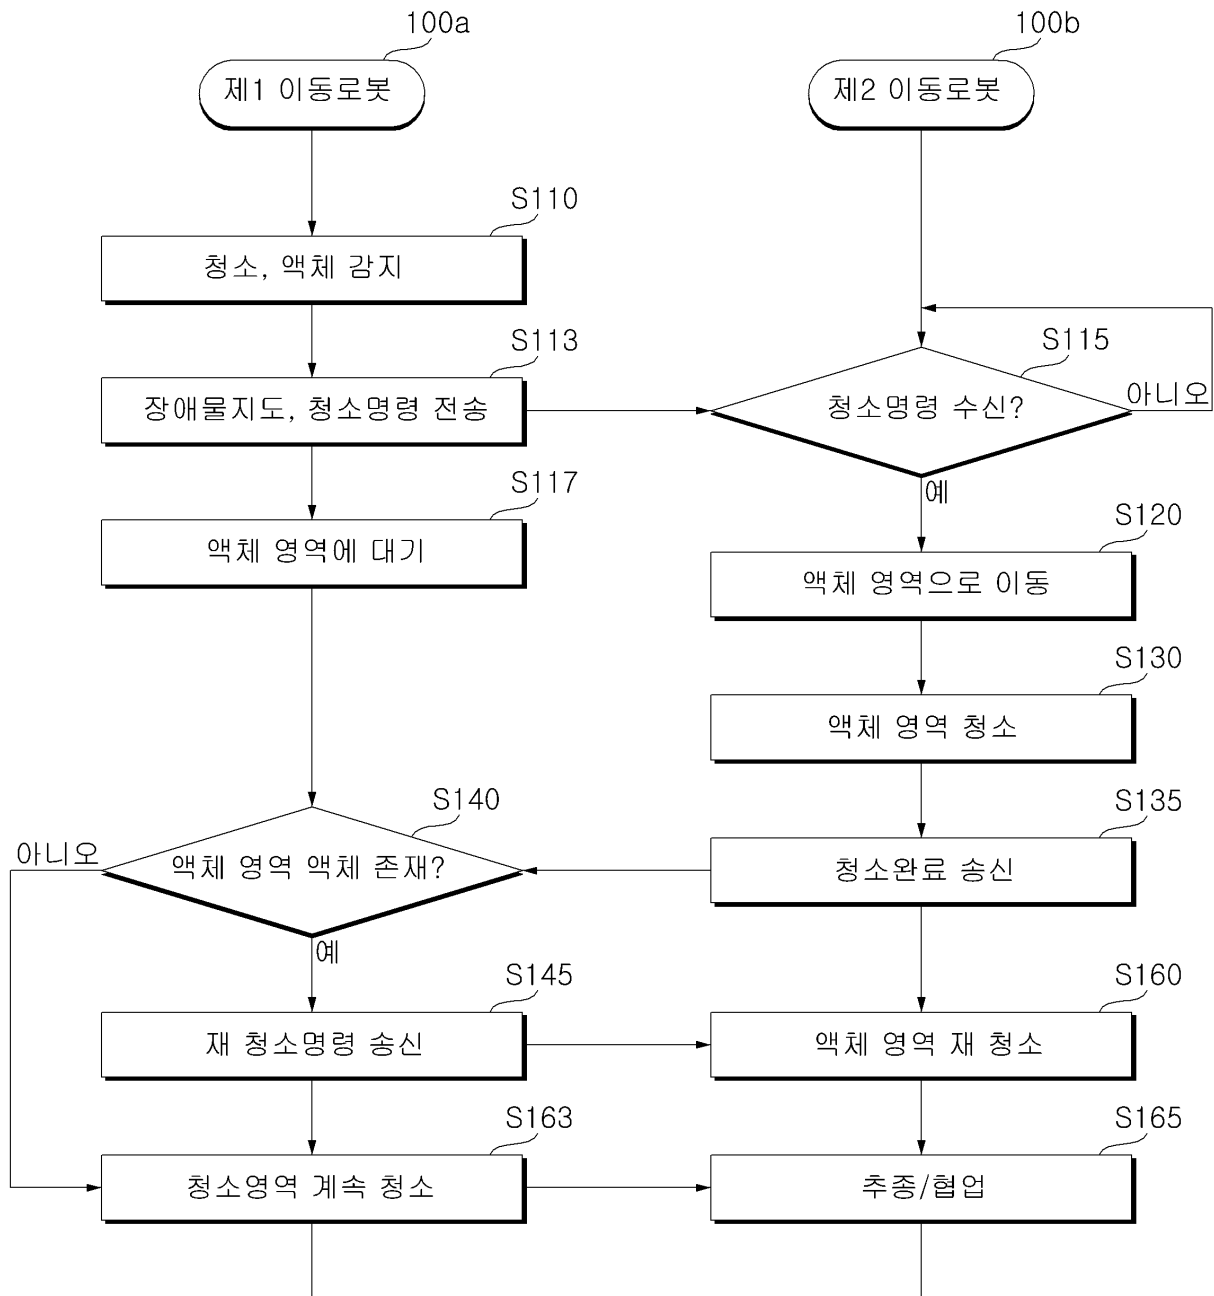 100a
100b
제1 이동로봇
제2 이동로봇
S110
청소, 액체 감지
S113
S115
장애물지도, 청소명령 전송
청소명령 수신?
아니오
예
S117
액체 영역에 대기
S120
액체 영역으로 이동
S130
액체 영역 청소
S140
S135
아니오
액체 영역 액체 존재?
청소완료 송신
예
S145
S160
재 청소명령 송신
액체 영역 재 청소
S163
S165
청소영역 계속 청소
추종/협업